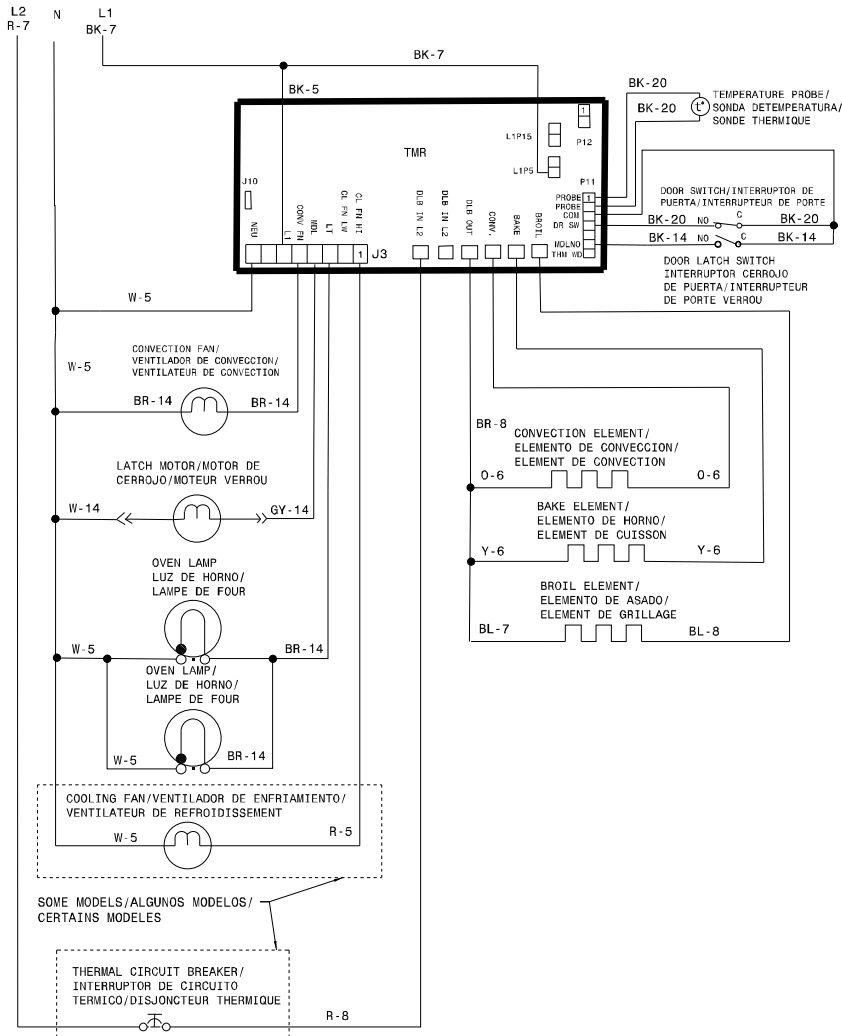 L2
R-7
N
L1
BK-7
BK-7
BK-5
BK-20
BK-20
TEMPERATURE PROBE/
SONDA DETEMPERATURA/
SONDE THERMIQUE
TMR
L1P15
1
P12
L1P5
P11
J10
NEU
L1
CONV FN
MDL
LT
CL FN LW
CL FN HI
1
J3
DLB IN L2
DLB IN L2
DLB OUT
CONV.
BAKE
BROIL
PROBE
1
PROBE
COM
DR SW
MDLNO
THM WD
DOOR SWITCH/INTERRUPTOR DE
PUERTA/INTERRUPTEUR DE PORTE
BK-20
NO
C
BK-20
BK-14
NO
C
BK-14
DOOR LATCH SWITCH
INTERRUPTOR CERROJO
DE PUERTA/INTERRUPTEUR
DE PORTE VERROU
W-5
W-5
CONVECTION FAN/
VENTILADOR DE CONVECCION/
VENTILATEUR DE CONVECTION
BR-14
BR-14
LATCH MOTOR/MOTOR DE
CERROJO/MOTEUR VERROU
W-14
GY-14
OVEN LAMP
LUZ DE HORNO/
LAMPE DE FOUR
W-5
BR-14
OVEN LAMP/
LUZ DE HORNO/
LAMPE DE FOUR
W-5
BR-14
BR-8
CONVECTION ELEMENT/
ELEMENTO DE CONVECCION/
ELEMENT DE CONVECTION
O-6
O-6
BAKE ELEMENT/
ELEMENTO DE HORNO/
ELEMENT DE CUISSON
Y-6
Y-6
BROIL ELEMENT/
ELEMENTO DE ASADO/
ELEMENT DE GRILLAGE
BL-7
BL-8
COOLING FAN/VENTILADOR DE ENFRIAMIENTO/
VENTILATEUR DE REFROIDISSEMENT
W-5
R-5
SOME MODELS/ALGUNOS MODELOS/
CERTAINS MODELES
THERMAL CIRCUIT BREAKER/
INTERRUPTOR DE CIRCUITO
TERMICO/DISJONCTEUR THERMIQUE
R-8
t°